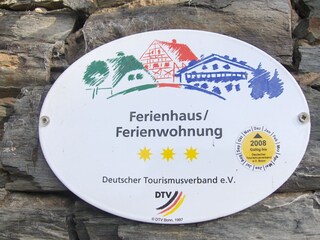 Ferienhaus/
Ferienwohnung
2008
Deutscher Tourismusverband e.V.
DTV
© DTV Bonn, 1997